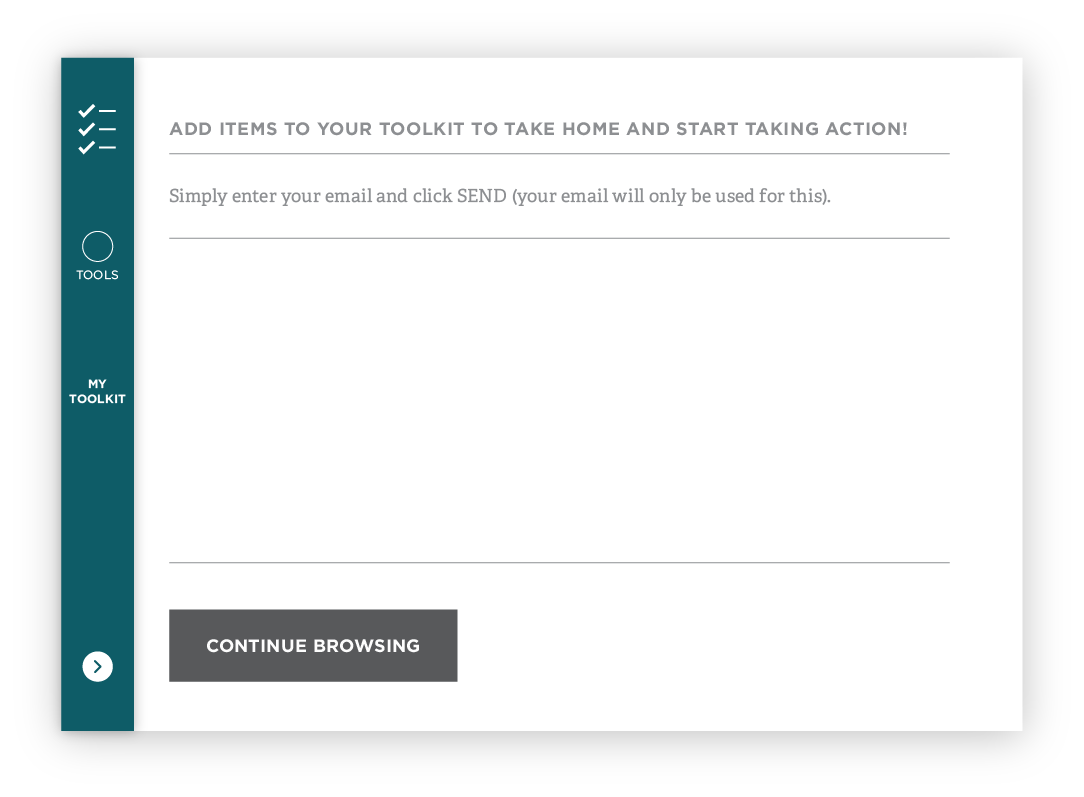 ADD ITEMS TO YOUR TOOLKIT TO TAKE HOME AND START TAKING ACTION!
Simply enter your email and click SEND (your email will only be used for this).
TOOLS
MY
TOOLKIT
CONTINUE BROWSING